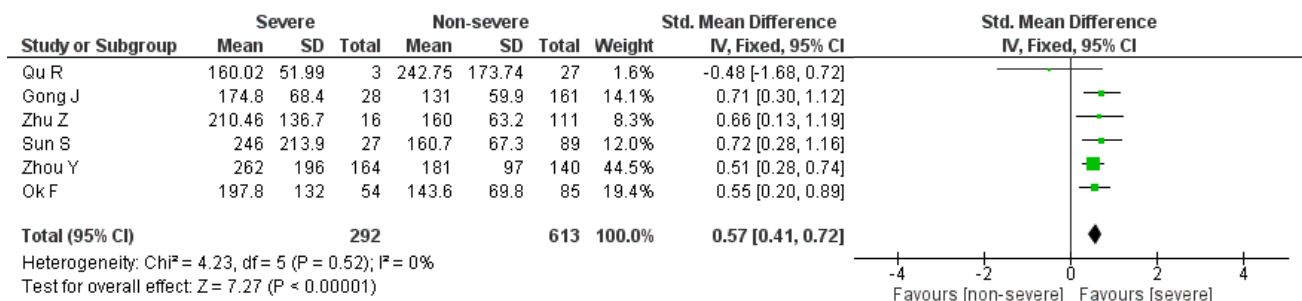 Severe Non-severe Std. Mean Difference Std. Mean Difference
Study or Subgroup Mean SD Total Mean SD Total Weight IV, Fixed, 95% CI IV, Fixed, 95% CI
Qu R 160.02 51.99 3 242.75 173.74 27 1.6% -0.48 [-1.68, 0.72]
Gong J 174.8 68.4 28 131 59.9 161 14.1% 0.71 [0.30, 1.12]
Zhu Z 210.46 136.7 16 160 63.2 111 8.3% 0.66 [0.13, 1.19]
Sun S 246 213.9 27 160.7 67.3 89 12.0% 0.72 [0.28, 1.16]
Zhou Y 262 196 164 181 97 140 44.5% 0.51 [0.28, 0.74]
Ok F 197.8 132 54 143.6 69.8 85 19.4% 0.55 [0.20, 0.89]
Total (95% CI) 292 613 100.0% 0.57 [0.41, 0.72]
Heterogeneity: Chi² = 4.23, df = 5 (P = 0.52); I² = 0%
Test for overall effect: Z = 7.27 (P < 0.00001)
-4 -2 0 2 4
Favours [non-severe] Favours [severe]